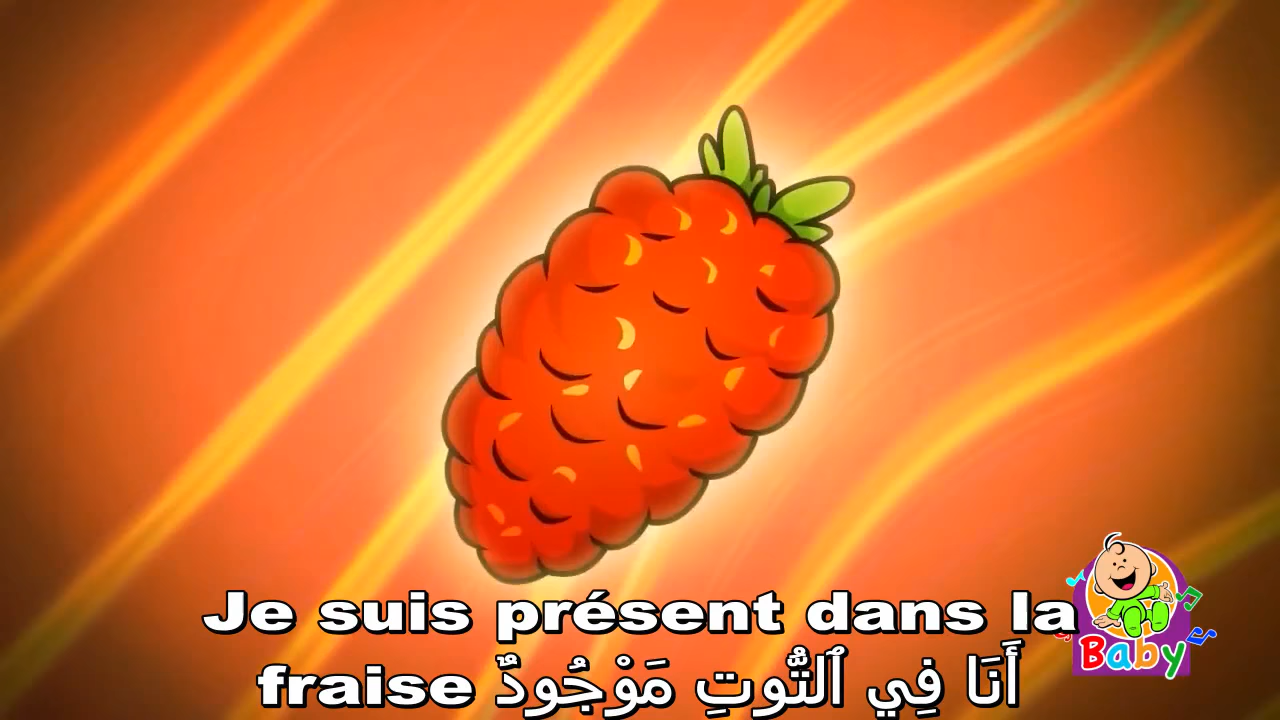 Je suis présent dans la
fraise أَنَا فِي ٱلتُّوتِ مَوْجُودٌ
Baby